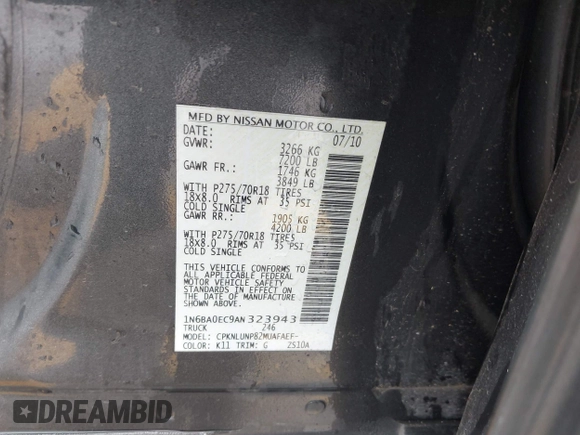 MFD BY NISSAN MOTOR CO., LTD.
DATE: 07/10
GVWR: 3266 KG
7200 LB
GAWR FR.: 1746 KG
3849 LB
WITH P275/70R18 TIRES
18X8.0 RIMS AT 35 PSI
COLD SINGLE
GAWR RR.: 1905 KG
4200 LB
WITH P275/70R18 TIRES
18X8.0 RIMS AT 35 PSI
COLD SINGLE
THIS VEHICLE CONFORMS TO
ALL APPLICABLE FEDERAL
MOTOR VEHICLE SAFETY
STANDARDS IN EFFECT ON
THE DATE OF MANUFACTURE
SHOWN ABOVE.
1N6BA0EC9AN323943
TRUCK 246
MODEL: CPKNLUNP82MUAFAEF-
COLOR: K11 TRIM: G ZS10A
DREAMBID